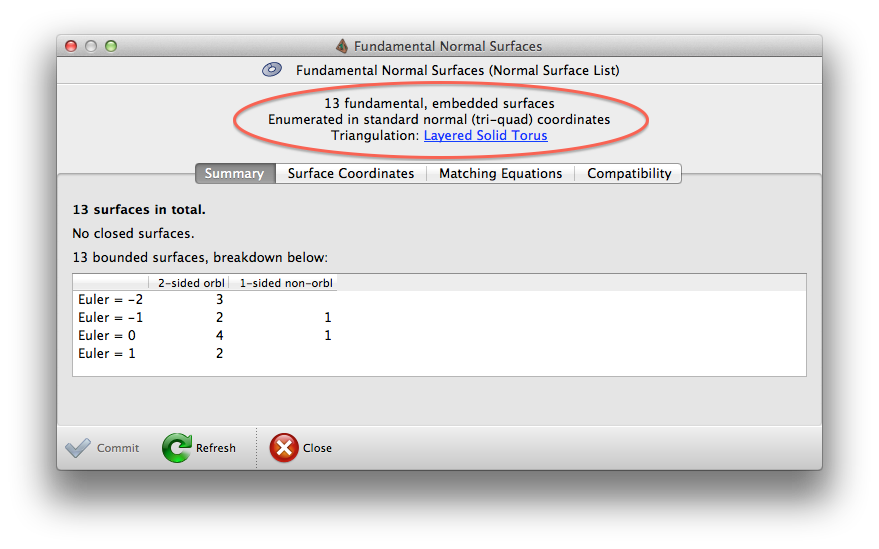 Fundamental Normal Surfaces
Fundamental Normal Surfaces (Normal Surface List)
13 fundamental, embedded surfaces
Enumerated in standard normal (tri-quad) coordinates
Triangulation: Layered Solid Torus
Summary Surface Coordinates Matching Equations Compatibility
13 surfaces in total.
No closed surfaces.
13 bounded surfaces, breakdown below:
2-sided orbl 1-sided non-orbl
Euler = -2 3
Euler = -1 2 1
Euler = 0 4 1
Euler = 1 2
Commit Refresh Close